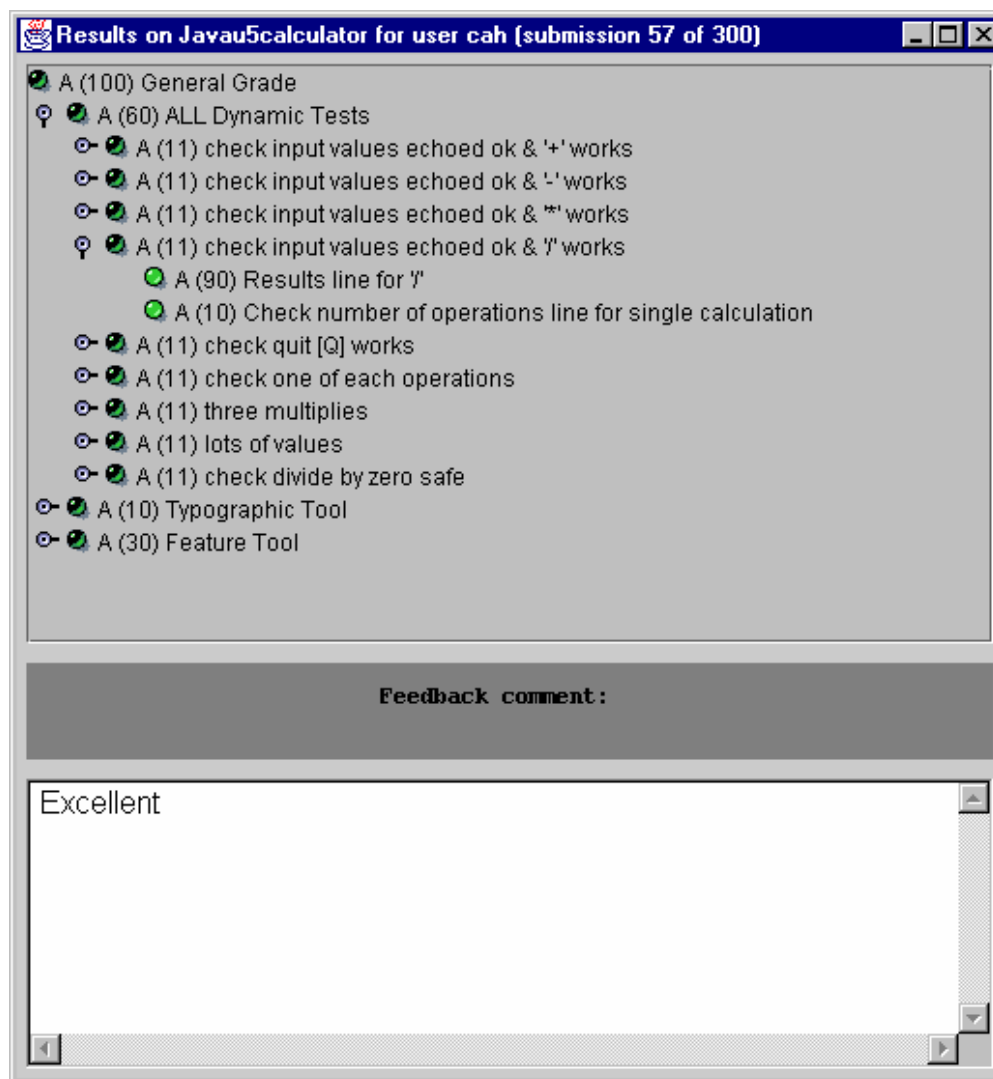 Results on Javau5calculator for user cah (submission 57 of 300)
A (100) General Grade
A (60) ALL Dynamic Tests
A (11) check input values echoed ok & '+' works
A (11) check input values echoed ok & '-' works
A (11) check input values echoed ok & '*' works
A (11) check input values echoed ok & '/' works
A (90) Results line for '/'
A (10) Check number of operations line for single calculation
A (11) check quit [Q] works
A (11) check one of each operations
A (11) three multiplies
A (11) lots of values
A (11) check divide by zero safe
A (10) Typographic Tool
A (30) Feature Tool
Feedback comment:
Excellent